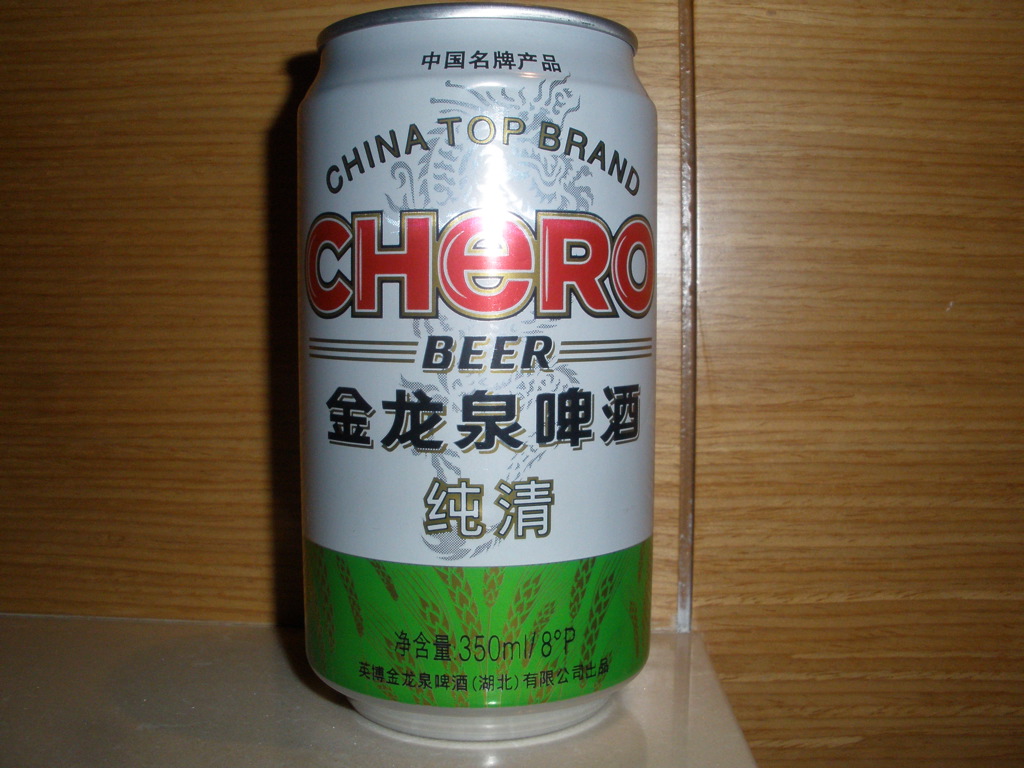 中国名牌产品
CHINA TOP BRAND
CHeRO
BEER
金龙泉啤酒
纯清
净含量:350ml/8°P
英博金龙泉啤酒(湖北)有限公司出品